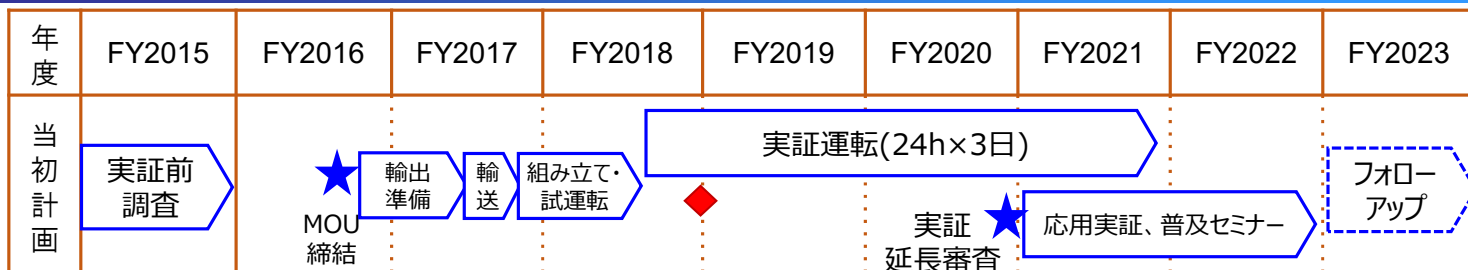 年度
FY2015
FY2016
FY2017
FY2018
FY2019
FY2020
FY2021
FY2022
FY2023
当初計画
実証前
調査
MOU
締結
輸出
準備
輸
送
組み立て・
試運転
実証運転(24h×3日)
実証
延長審査
応用実証、普及セミナー
フォロー
アップ